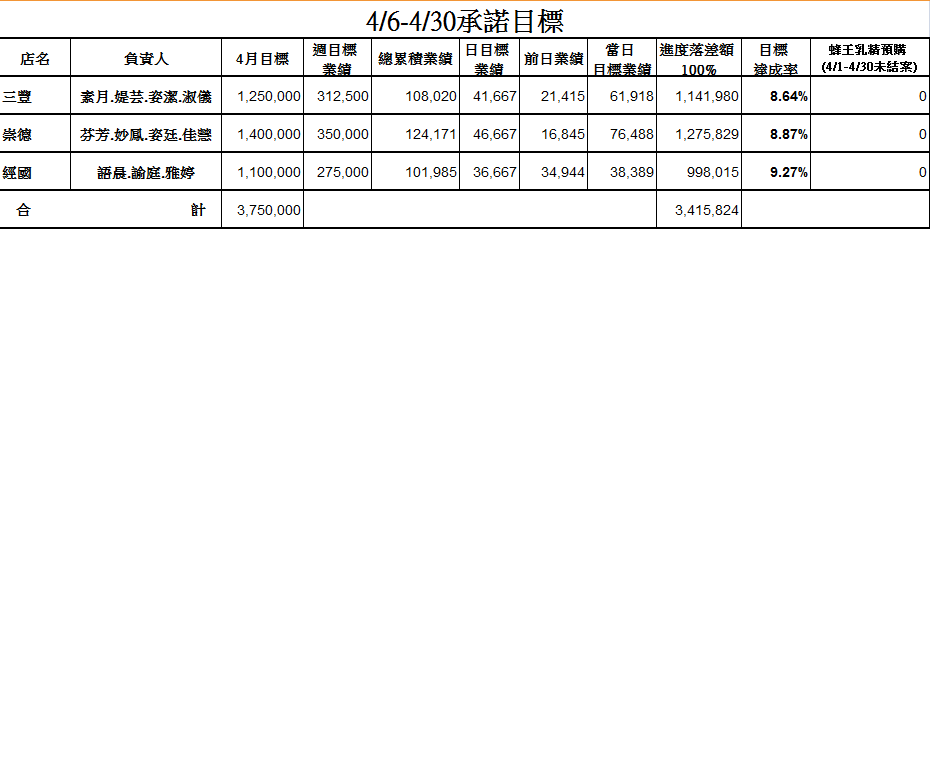 4/6-4/30承諾目標
店名 負責人 4月目標 週目標業績 總累積業績 日目標業績 前日業績 當日目標業績 進度落差額100% 目標達成率 蜂王乳精預購(4/1-4/30未結案)
三豐 素月.媞芸.姿潔.淑儀 1,250,000 312,500 108,020 41,667 21,415 61,918 1,141,980 8.64% 0
崇德 芬芳.妙鳳.姿廷.佳慧 1,400,000 350,000 124,171 46,667 16,845 76,488 1,275,829 8.87% 0
經國 語晨.諭庭.雅婷 1,100,000 275,000 101,985 36,667 34,944 38,389 998,015 9.27% 0
合計 3,750,000 3,415,824